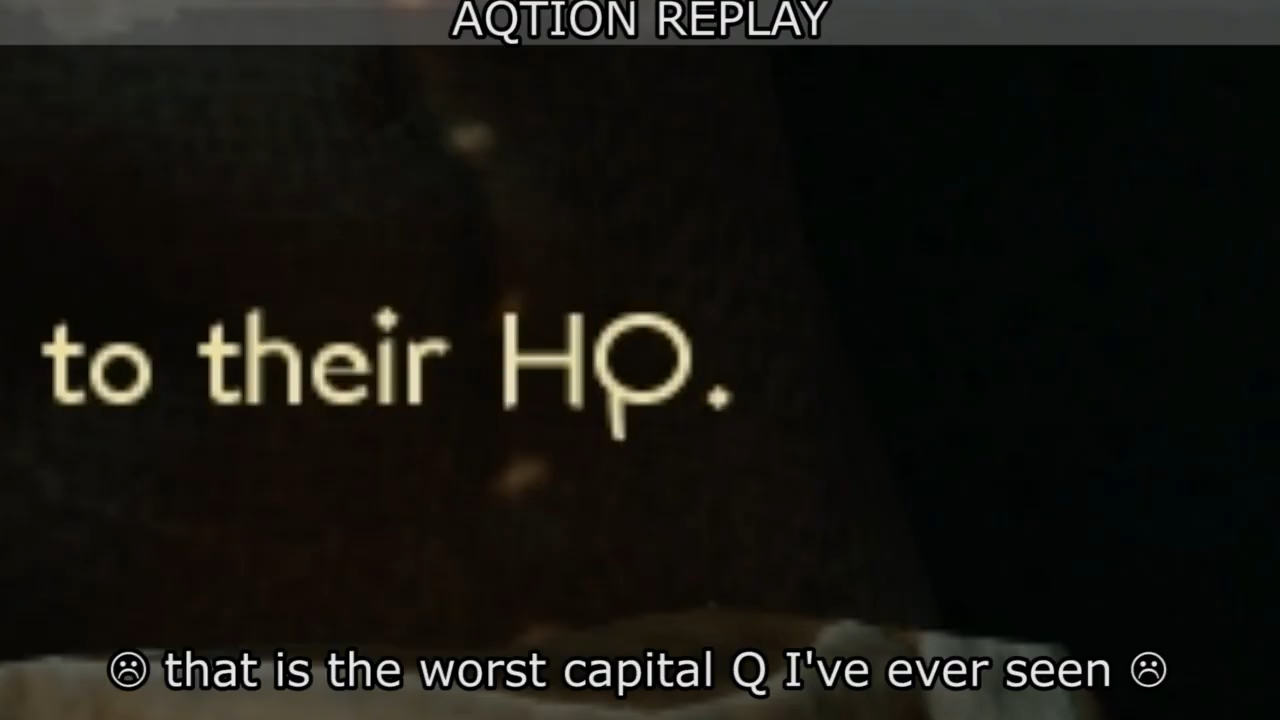 AQTION REPLAY
to their HQ.
☹ that is the worst capital Q I've ever seen ☹